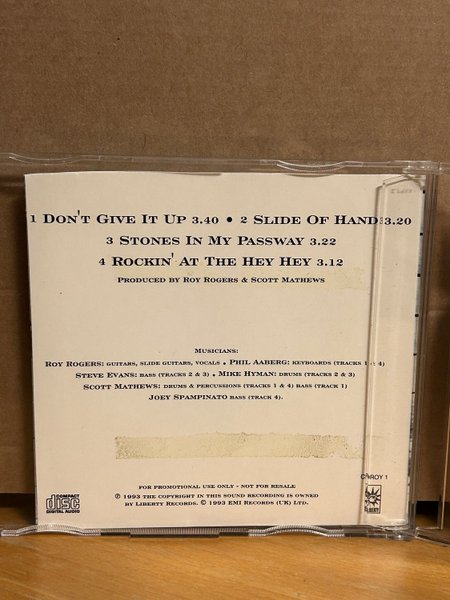 1 Don't Give It Up 3.40 • 2 Slide Of Hand 3.20
3 Stones In My Passway 3.22
4 Rockin' At The Hey Hey 3.12
Produced by Roy Rogers & Scott Mathews
Musicians:
Roy Rogers: guitars, slide guitars, vocals • Phil Aaberg: keyboards (tracks 1 & 4)
Steve Evans: bass (tracks 2 & 3) • Mike Hyman: drums (tracks 2 & 3)
Scott Mathews: drums & percussions (tracks 1 & 4) bass (track 1)
Joey Spampinato bass (track 4).
FOR PROMOTIONAL USE ONLY - NOT FOR RESALE
℗ 1993 The copyright in this sound recording is owned
by Liberty Records. © 1993 EMI Records (UK) Ltd.
COMPACT
disc
DIGITAL AUDIO
ROY 1
LIBERTY